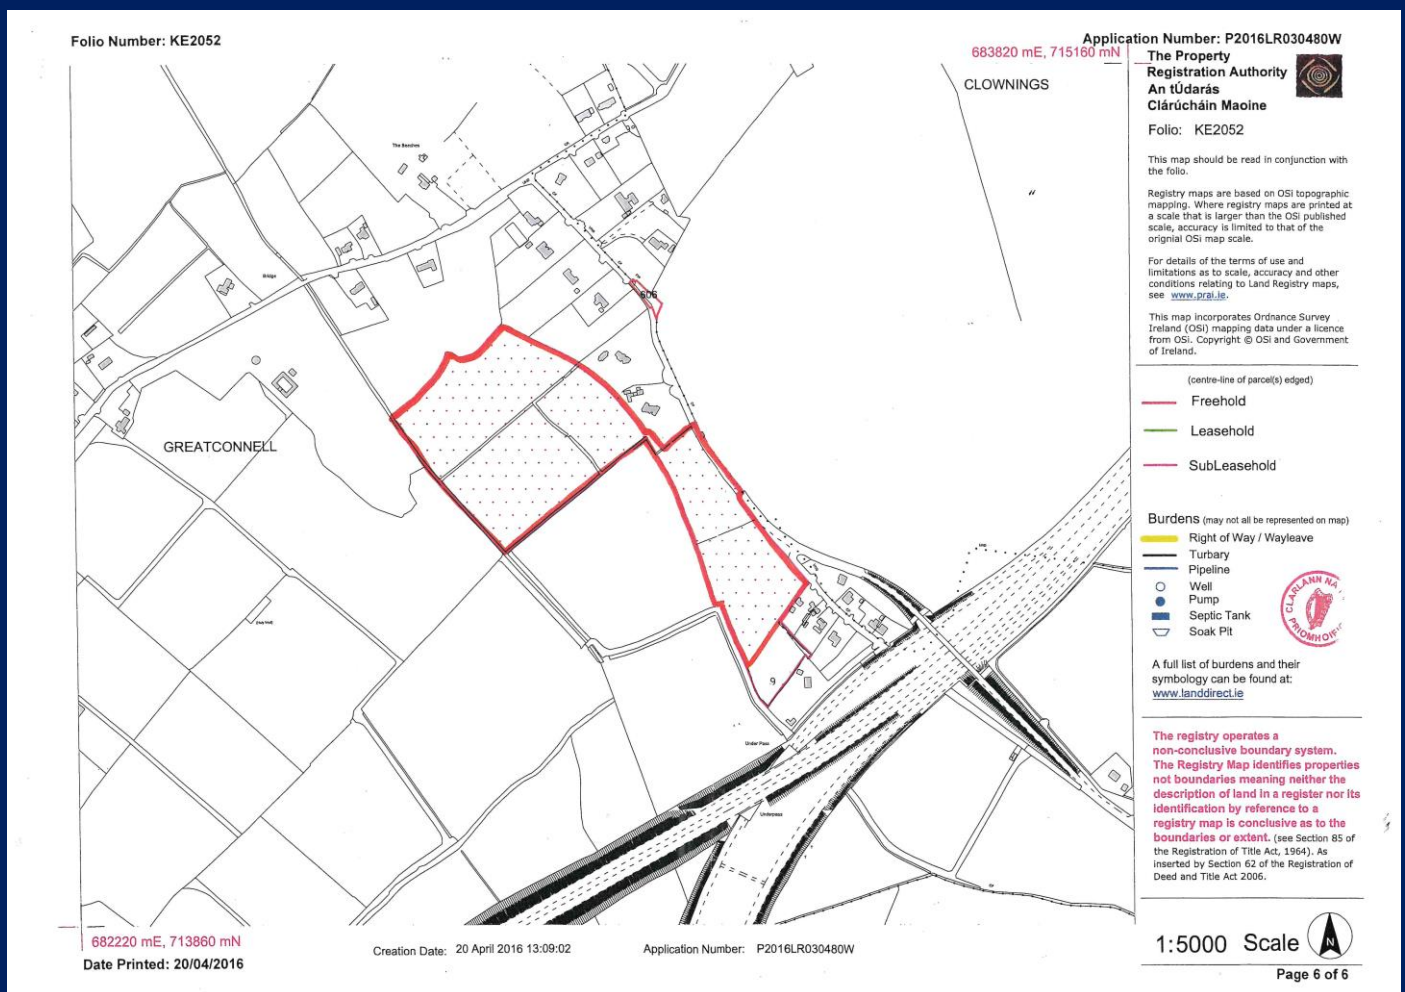 Folio Number: KE2052
Application Number: P2016LR030480W
683820 mE, 715160 mN
CLOWNINGS
The Beeches
Bridge
606
GREATCONNELL
9
Under Pass
Underpass
The Property
Registration Authority
An tÚdarás
Clárúcháin Maoine
Folio: KE2052
This map should be read in conjunction with
the folio.
Registry maps are based on OSi topographic
mapping. Where registry maps are printed at
a scale that is larger than the OSi published
scale, accuracy is limited to that of the
orignial OSi map scale.
For details of the terms of use and
limitations as to scale, accuracy and other
conditions relating to Land Registry maps,
see www.prai.ie.
This map incorporates Ordnance Survey
Ireland (OSi) mapping data under a licence
from OSi. Copyright © OSi and Government
of Ireland.
(centre-line of parcel(s) edged)
Freehold
Leasehold
SubLeasehold
Burdens (may not all be represented on map)
Right of Way / Wayleave
Turbary
Pipeline
Well
Pump
Septic Tank
Soak Pit
CLARLANN NA
PRIOMHOIF
A full list of burdens and their
symbology can be found at:
www.landdirect.ie
The registry operates a
non-conclusive boundary system.
The Registry Map identifies properties
not boundaries meaning neither the
description of land in a register nor its
identification by reference to a
registry map is conclusive as to the
boundaries or extent. (see Section 85 of
the Registration of Title Act, 1964). As
inserted by Section 62 of the Registration of
Deed and Title Act 2006.
1:5000 Scale
N
Page 6 of 6
682220 mE, 713860 mN
Date Printed: 20/04/2016
Creation Date: 20 April 2016 13:09:02
Application Number: P2016LR030480W